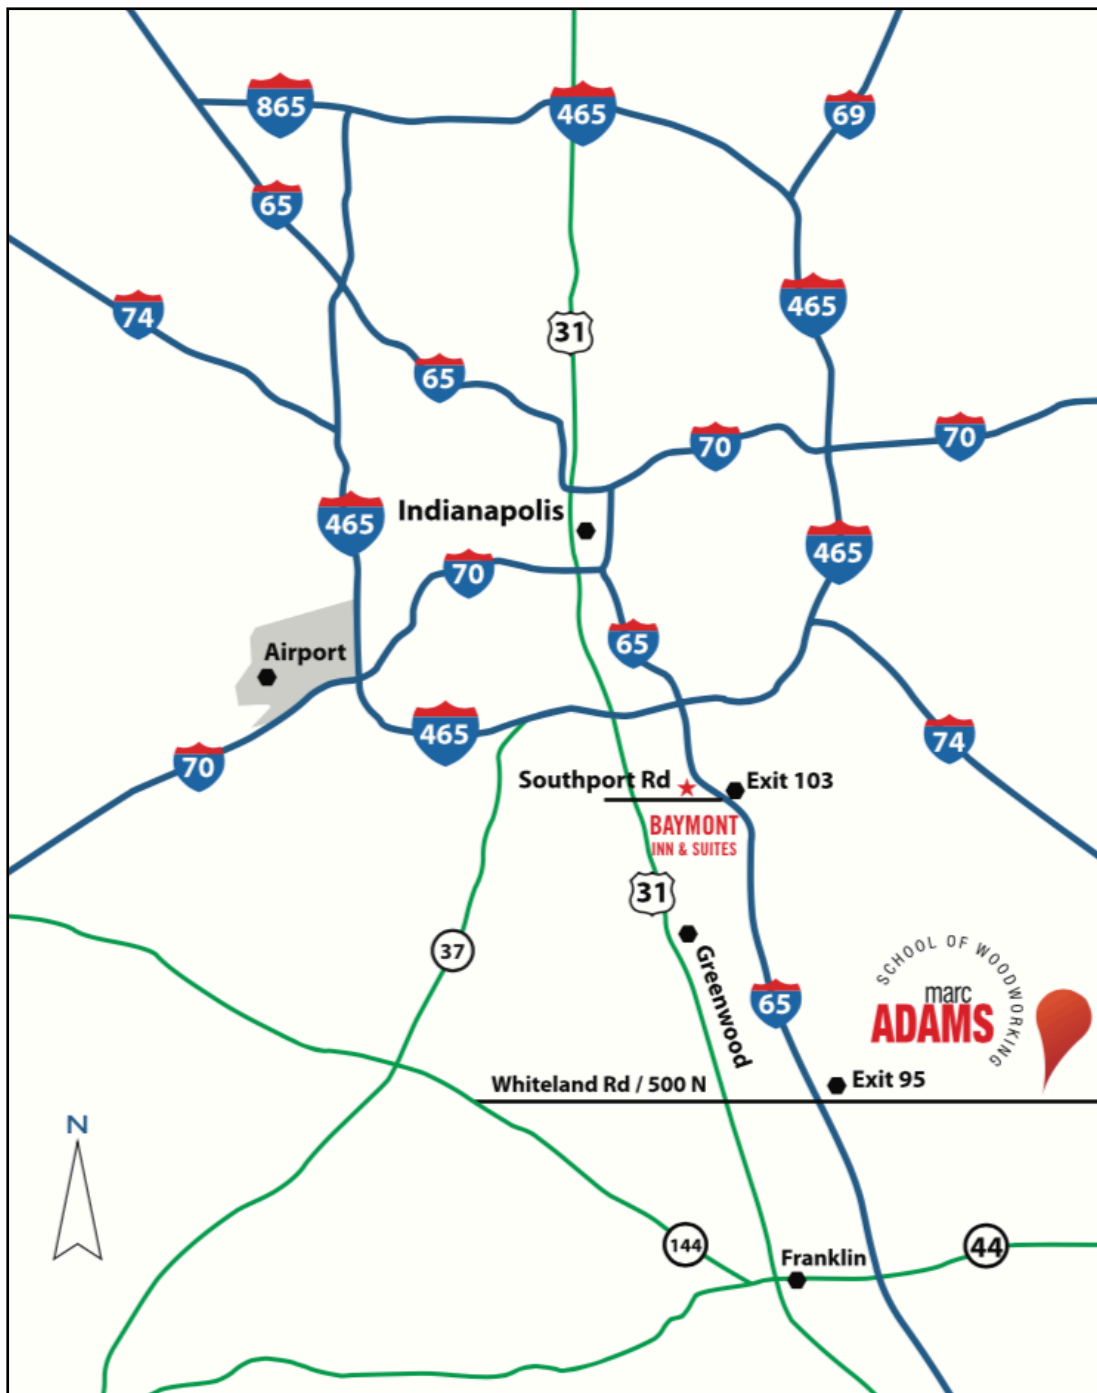 865
465
69
65
465
74
31
65
70
70
Indianapolis
465
465
70
65
Airport
465
74
70
Southport Rd
Exit 103
BAYMONT
INN & SUITES
31
37
Greenwood
SCHOOL OF WOODWORKING
marc
ADAMS
65
Whiteland Rd / 500 N
Exit 95
N
144
44
Franklin